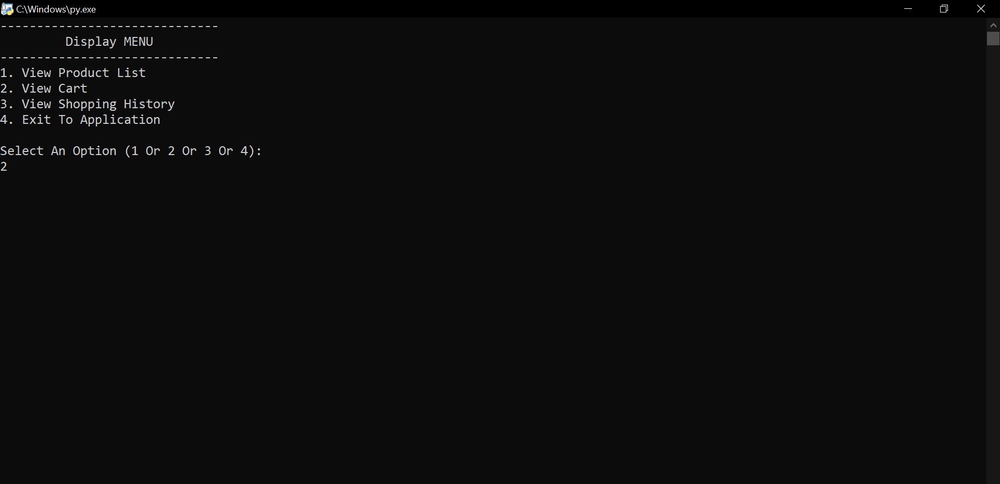 C:\Windows\py.exe
------------------------------
Display MENU
------------------------------
1. View Product List
2. View Cart
3. View Shopping History
4. Exit To Application
Select An Option (1 Or 2 Or 3 Or 4):
2